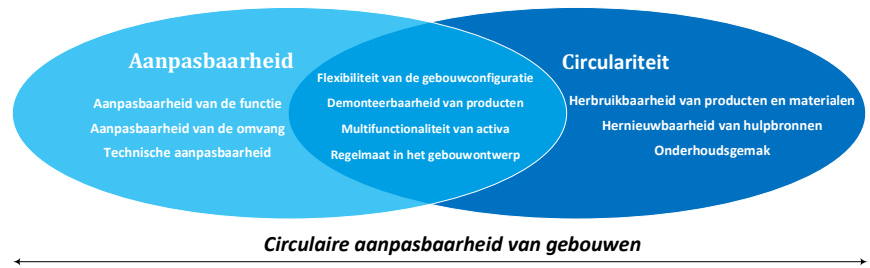 Aanpasbaarheid
Aanpasbaarheid van de functie
Aanpasbaarheid van de omvang
Technische aanpasbaarheid
Flexibiliteit van de gebouwconfiguratie
Demonteerbaarheid van producten
Multifunctionaliteit van activa
Regelmaat in het gebouwontwerp
Circulariteit
Herbruikbaarheid van producten en materialen
Hernieuwbaarheid van hulpbronnen
Onderhoudsgemak
Circulaire aanpasbaarheid van gebouwen